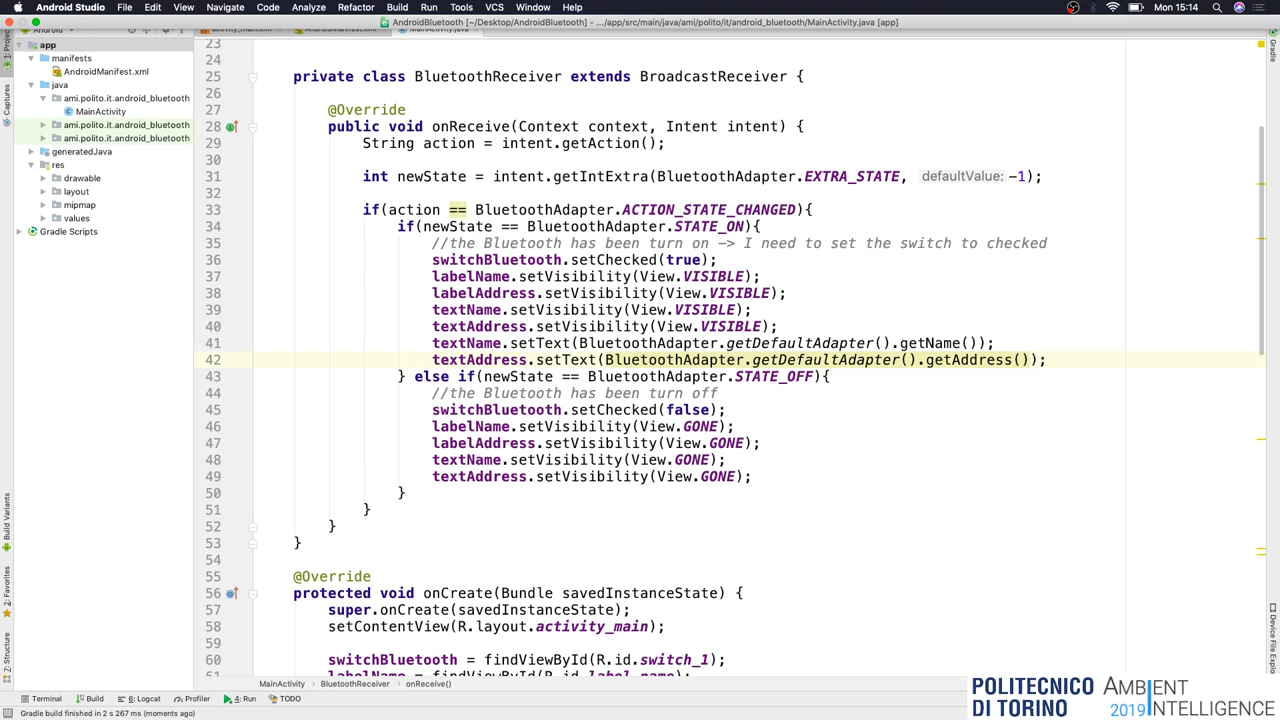 Android Studio File Edit View Navigate Code Analyze Refactor Build Run Tools VCS Window Help Mon 15:14
AndroidBluetooth [~/Desktop/AndroidBluetooth] - .../app/src/main/java/ami/polito/it/android_bluetooth/MainActivity.java [app]
app
manifests
AndroidManifest.xml
java
ami.polito.it.android_bluetooth
MainActivity
ami.polito.it.android_bluetooth
ami.polito.it.android_bluetooth
generatedJava
res
drawable
layout
mipmap
values
Gradle Scripts
Captures
Build Variants
2: Favorites
7: Structure
23
24
25 private class BluetoothReceiver extends BroadcastReceiver {
26
27 @Override
28 public void onReceive(Context context, Intent intent) {
29 String action = intent.getAction();
30
31 int newState = intent.getIntExtra(BluetoothAdapter.EXTRA_STATE, defaultValue: -1);
32
33 if(action == BluetoothAdapter.ACTION_STATE_CHANGED){
34 if(newState == BluetoothAdapter.STATE_ON){
35 //the Bluetooth has been turn on -> I need to set the switch to checked
36 switchBluetooth.setChecked(true);
37 labelName.setVisibility(View.VISIBLE);
38 labelAddress.setVisibility(View.VISIBLE);
39 textName.setVisibility(View.VISIBLE);
40 textAddress.setVisibility(View.VISIBLE);
41 textName.setText(BluetoothAdapter.getDefaultAdapter().getName());
42 textAddress.setText(BluetoothAdapter.getDefaultAdapter().getAddress());
43 } else if(newState == BluetoothAdapter.STATE_OFF){
44 //the Bluetooth has been turn off
45 switchBluetooth.setChecked(false);
46 labelName.setVisibility(View.GONE);
47 labelAddress.setVisibility(View.GONE);
48 textName.setVisibility(View.GONE);
49 textAddress.setVisibility(View.GONE);
50 }
51 }
52 }
53 }
54
55 @Override
56 protected void onCreate(Bundle savedInstanceState) {
57 super.onCreate(savedInstanceState);
58 setContentView(R.layout.activity_main);
59
60 switchBluetooth = findViewById(R.id.switch_1);
Gradle
Device File Explo
MainActivity BluetoothReceiver onReceive()
Terminal Build 6: Logcat Profiler 4: Run TODO
Gradle build finished in 2 s 267 ms (moments ago)
POLITECNICO
DI TORINO
AMBIENT
2019 INTELLIGENCE